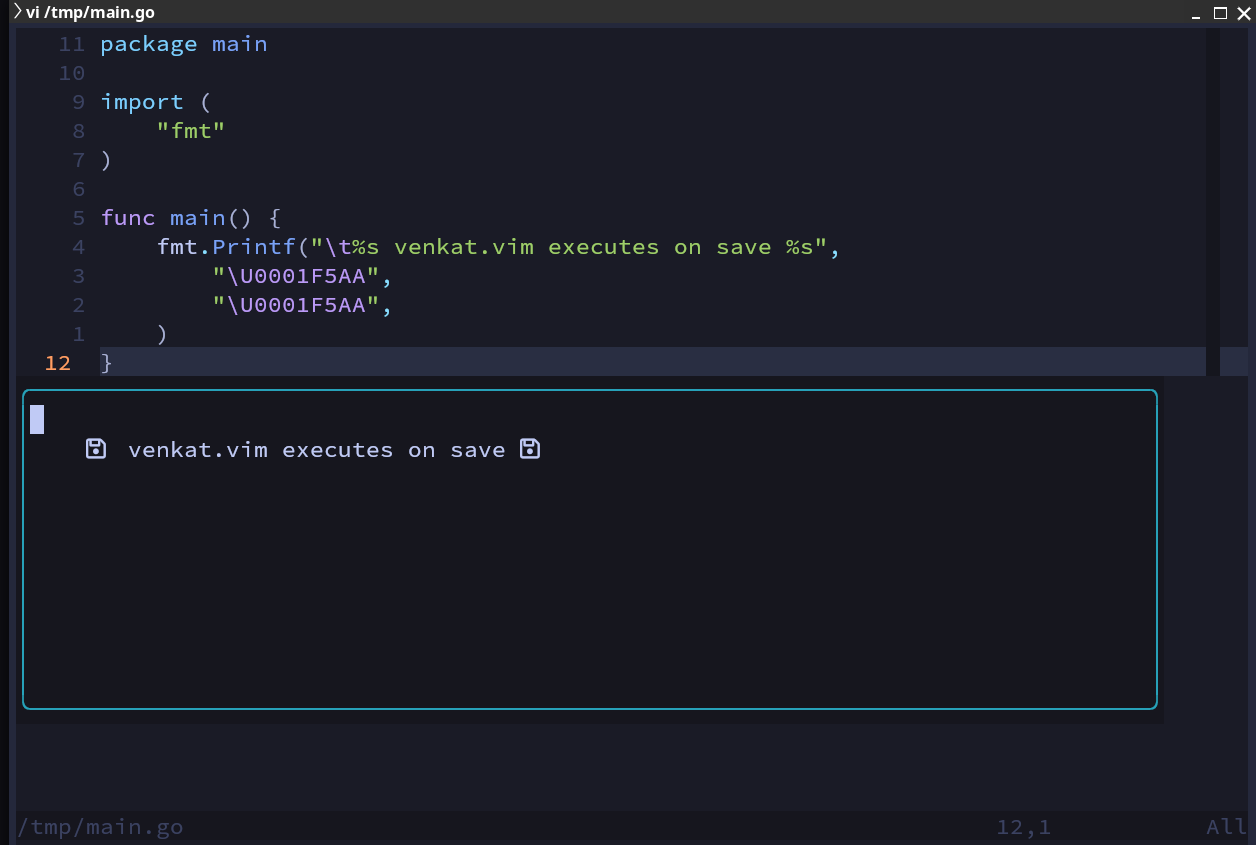 vi /tmp/main.go
11 package main
10
9 import (
8     "fmt"
7 )
6
5 func main() {
4     fmt.Printf("\t%s venkat.vim executes on save %s",
3         "\U0001F5AA",
2         "\U0001F5AA",
1     )
12 }
venkat.vim executes on save
/tmp/main.go 12,1 All